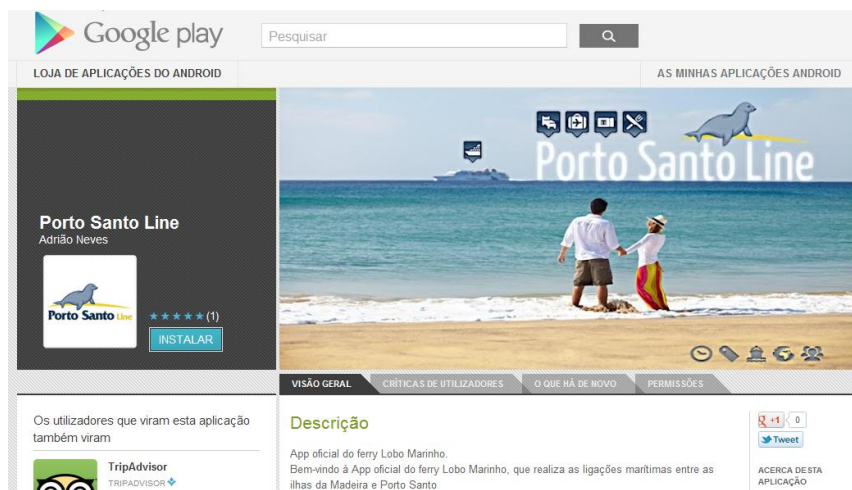 Google play
Pesquisar
LOJA DE APLICAÇÕES DO ANDROID
AS MINHAS APLICAÇÕES ANDROID
Porto Santo Line
Porto Santo Line
Adrião Neves
Porto Santo Line
(1)
INSTALAR
VISÃO GERAL
CRÍTICAS DE UTILIZADORES
O QUE HÁ DE NOVO
PERMISSÕES
Os utilizadores que viram esta aplicação
também viram
TripAdvisor
TRIPADVISOR
Descrição
App oficial do ferry Lobo Marinho.
Bem-vindo à App oficial do ferry Lobo Marinho, que realiza as ligações marítimas entre as
ilhas da Madeira e Porto Santo
g +1 0
Tweet
ACERCA DESTA
APLICAÇÃO